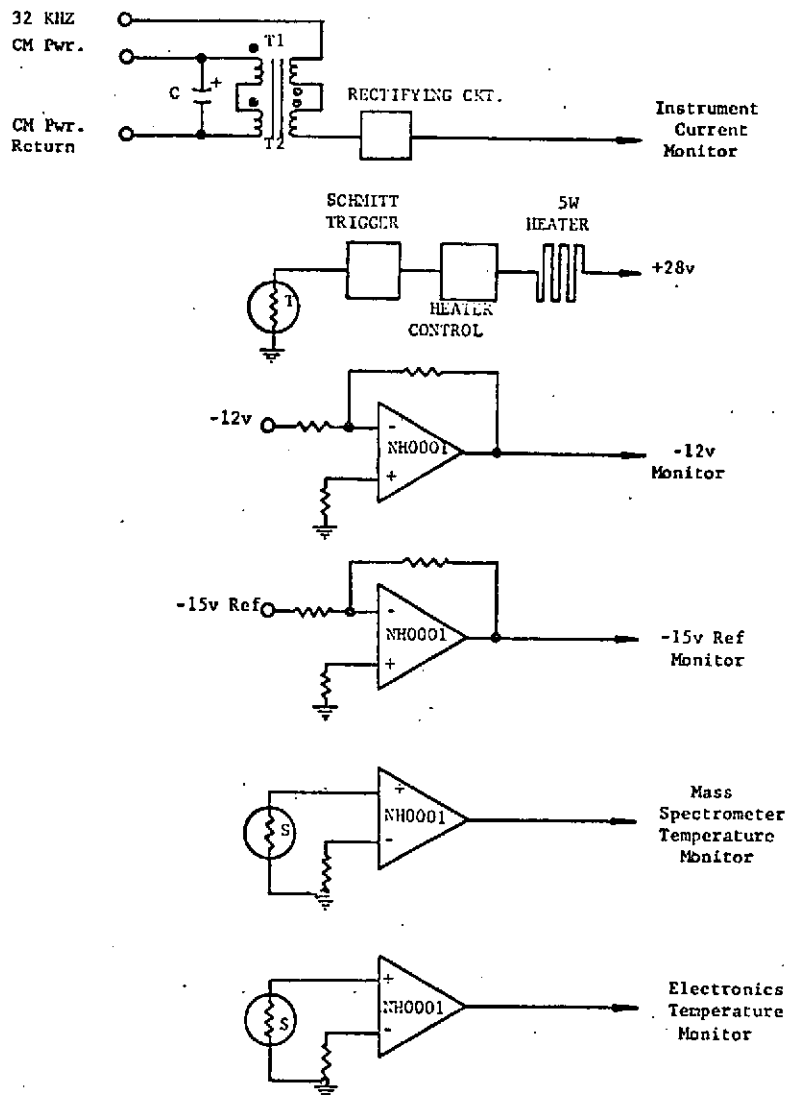 32 KHZ
CM Pwr.
T1
C
+
CM Pwr.
Return
T2
RECTIFYING CKT.
Instrument
Current
Monitor
SCHMITT
TRIGGER
5W
HEATER
T
HEATER
CONTROL
+28v
-12v
-
NH0001
+
-12v
Monitor
-15v Ref
-
NH0001
+
-15v Ref
Monitor
S
+
NH0001
-
Mass
Spectrometer
Temperature
Monitor
S
+
NH0001
-
Electronics
Temperature
Monitor